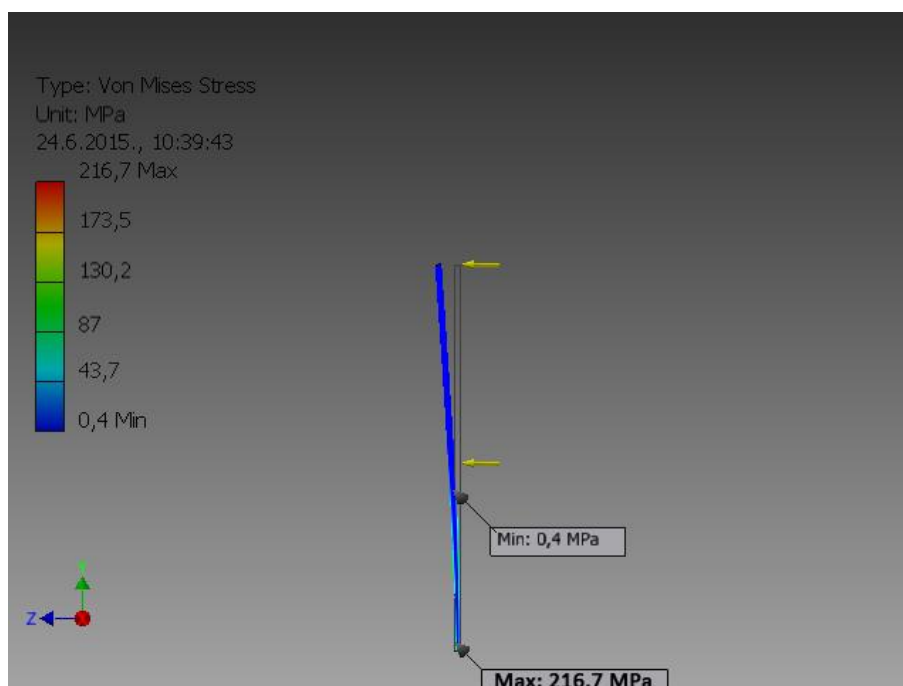 Type: Von Mises Stress
Unit: MPa
24.6.2015., 10:39:43
216,7 Max
173,5
130,2
87
43,7
0,4 Min
Min: 0,4 MPa
Y
Z
Max: 216,7 MPa